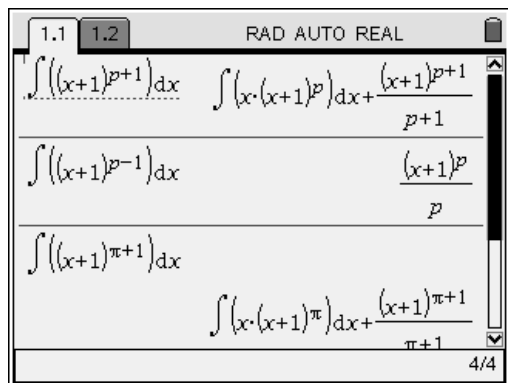 1.1 1.2 RAD AUTO REAL
∫((x+1)^{p+1})dx ∫(x·(x+1)^p)dx+(x+1)^{p+1}/(p+1)
∫((x+1)^{p−1})dx (x+1)^p/p
∫((x+1)^{π+1})dx
∫(x·(x+1)^π)dx+(x+1)^{π+1}/(π+1)
4/4